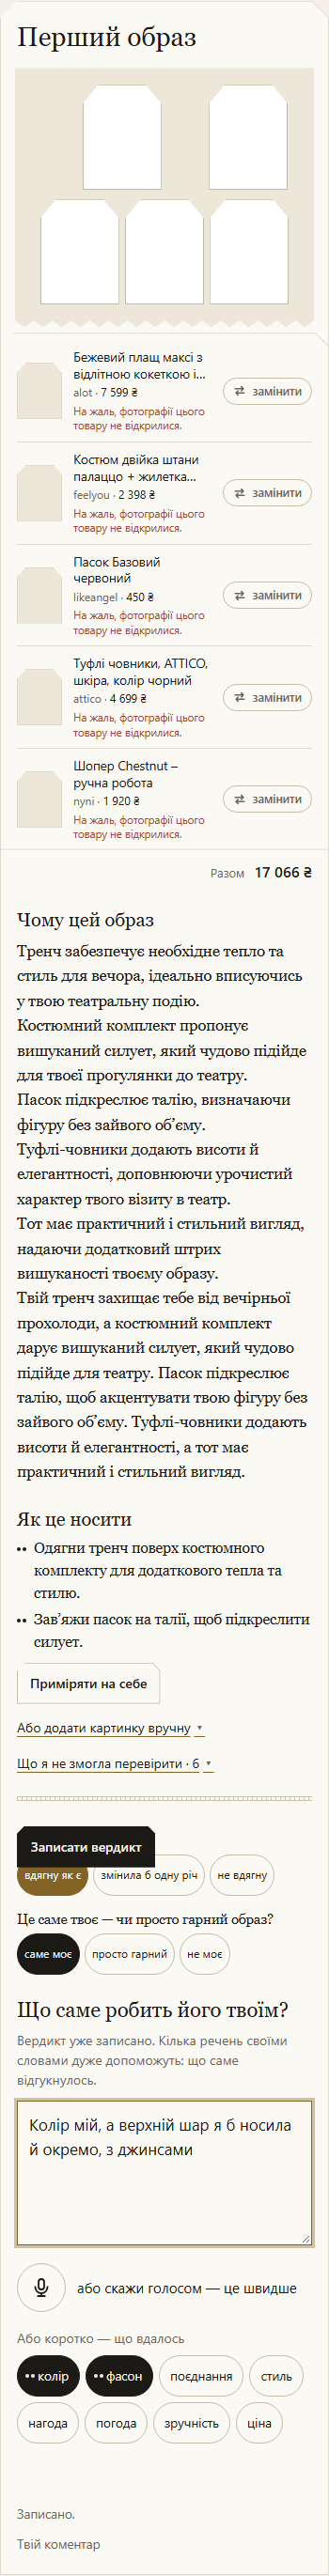 Перший образ
Бежевий плащ максі з
відлітною кокеткою і...
alot · 7 599 ₴
На жаль, фотографії цього
товару не відкрилися.
замінити
Костюм двійка штани
палаццо + жилетка...
feelyou · 2 398 ₴
На жаль, фотографії цього
товару не відкрилися.
замінити
Пасок Базовий
червоний
likeangel · 450 ₴
На жаль, фотографії цього
товару не відкрилися.
замінити
Туфлі човники, ATTICO,
шкіра, колір чорний
attico · 4 699 ₴
На жаль, фотографії цього
товару не відкрилися.
замінити
Шопер Chestnut –
ручна робота
nyni · 1 920 ₴
На жаль, фотографії цього
товару не відкрилися.
замінити
Разом 17 066 ₴
Чому цей образ
Тренч забезпечує необхідне тепло та
стиль для вечора, ідеально вписуючись
у твою театральну подію.
Костюмний комплект пропонує
вишуканий силует, який чудово підійде
для твоєї прогулянки до театру.
Пасок підкреслює талію, визначаючи
фігуру без зайвого об’єму.
Туфлі-човники додають висоти й
елегантності, доповнюючи урочистий
характер твого візиту в театр.
Тот має практичний і стильний вигляд,
надаючи додатковий штрих
вишуканості твоєму образу.
Твій тренч захищає тебе від вечірньої
прохолоди, а костюмний комплект
дарує вишуканий силует, який чудово
підійде для театру. Пасок підкреслює
талію, щоб акцентувати твою фігуру без
зайвого об’єму. Туфлі-човники додають
висоти й елегантності, а тот має
практичний і стильний вигляд.
Як це носити
Одягни тренч поверх костюмного
комплекту для додаткового тепла та
стилю.
Зав’яжи пасок на талії, щоб підкреслити
силует.
Приміряти на себе
Або додати картинку вручну
Що я не змогла перевірити · 6
Записати вердикт
вдягну як є
змінила б одну річ
не вдягну
Це саме твоє — чи просто гарний образ?
саме моє
просто гарний
не моє
Що саме робить його твоїм?
Вердикт уже записано. Кілька речень своїми
словами дуже допоможуть: що саме
відгукнулось.
Колір мій, а верхній шар я б носила
й окремо, з джинсами
або скажи голосом — це швидше
Або коротко — що вдалось
колір
фасон
поєднання
стиль
нагода
погода
зручність
ціна
Записано.
Твій коментар